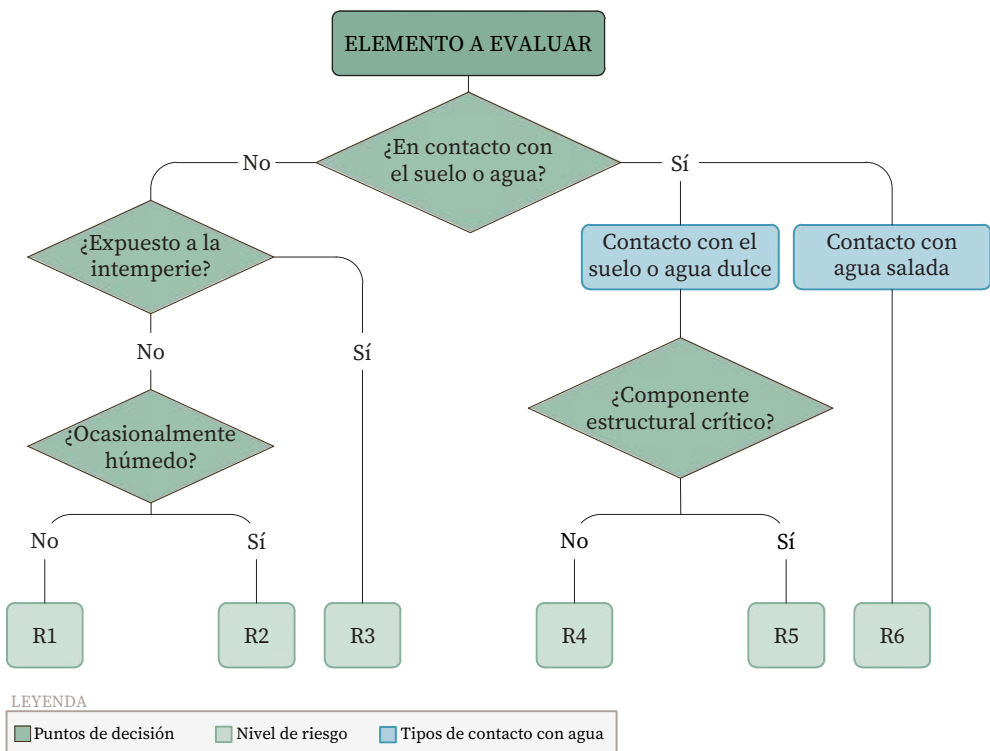 ELEMENTO A EVALUAR
¿En contacto con
el suelo o agua?
No
Sí
¿Expuesto a la
intemperie?
Contacto con el
suelo o agua dulce
Contacto con
agua salada
No
Sí
¿Componente
estructural crítico?
¿Ocasionalmente
húmedo?
No
Sí
No
Sí
R1
R2
R3
R4
R5
R6
LEYENDA
Puntos de decisión
Nivel de riesgo
Tipos de contacto con agua